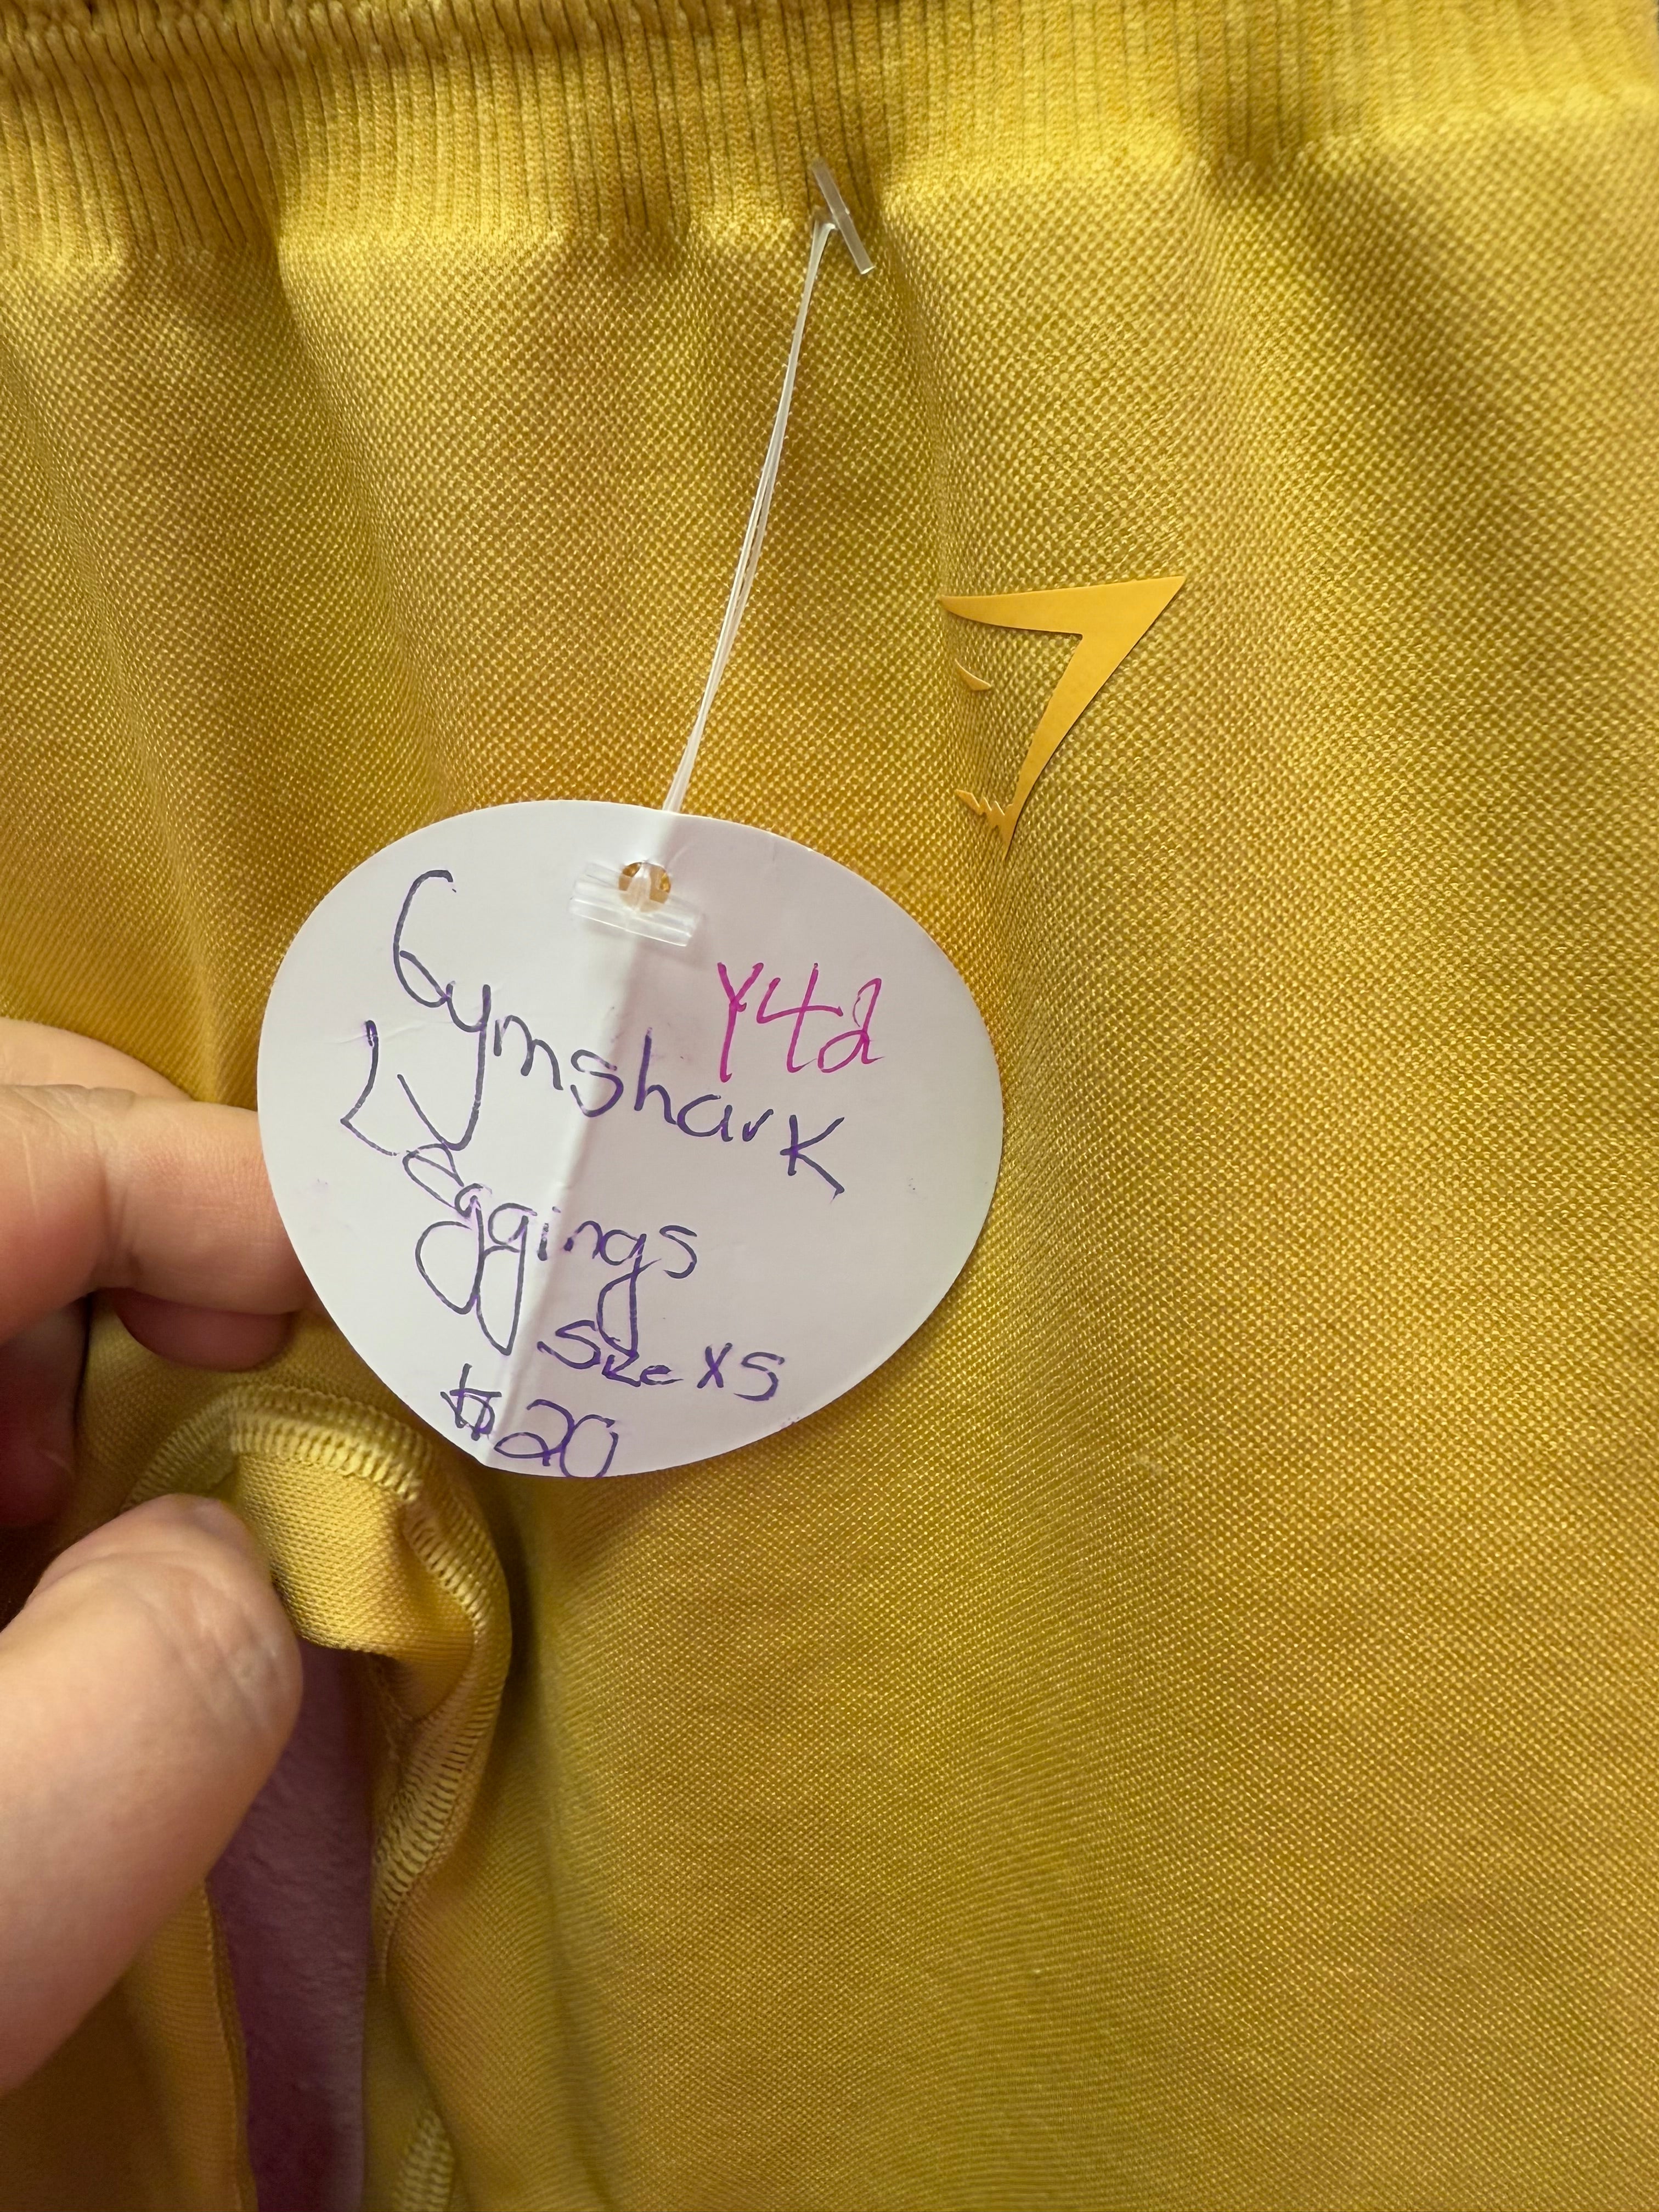 Y42
Gymshark
Leggings
Size XS
$20